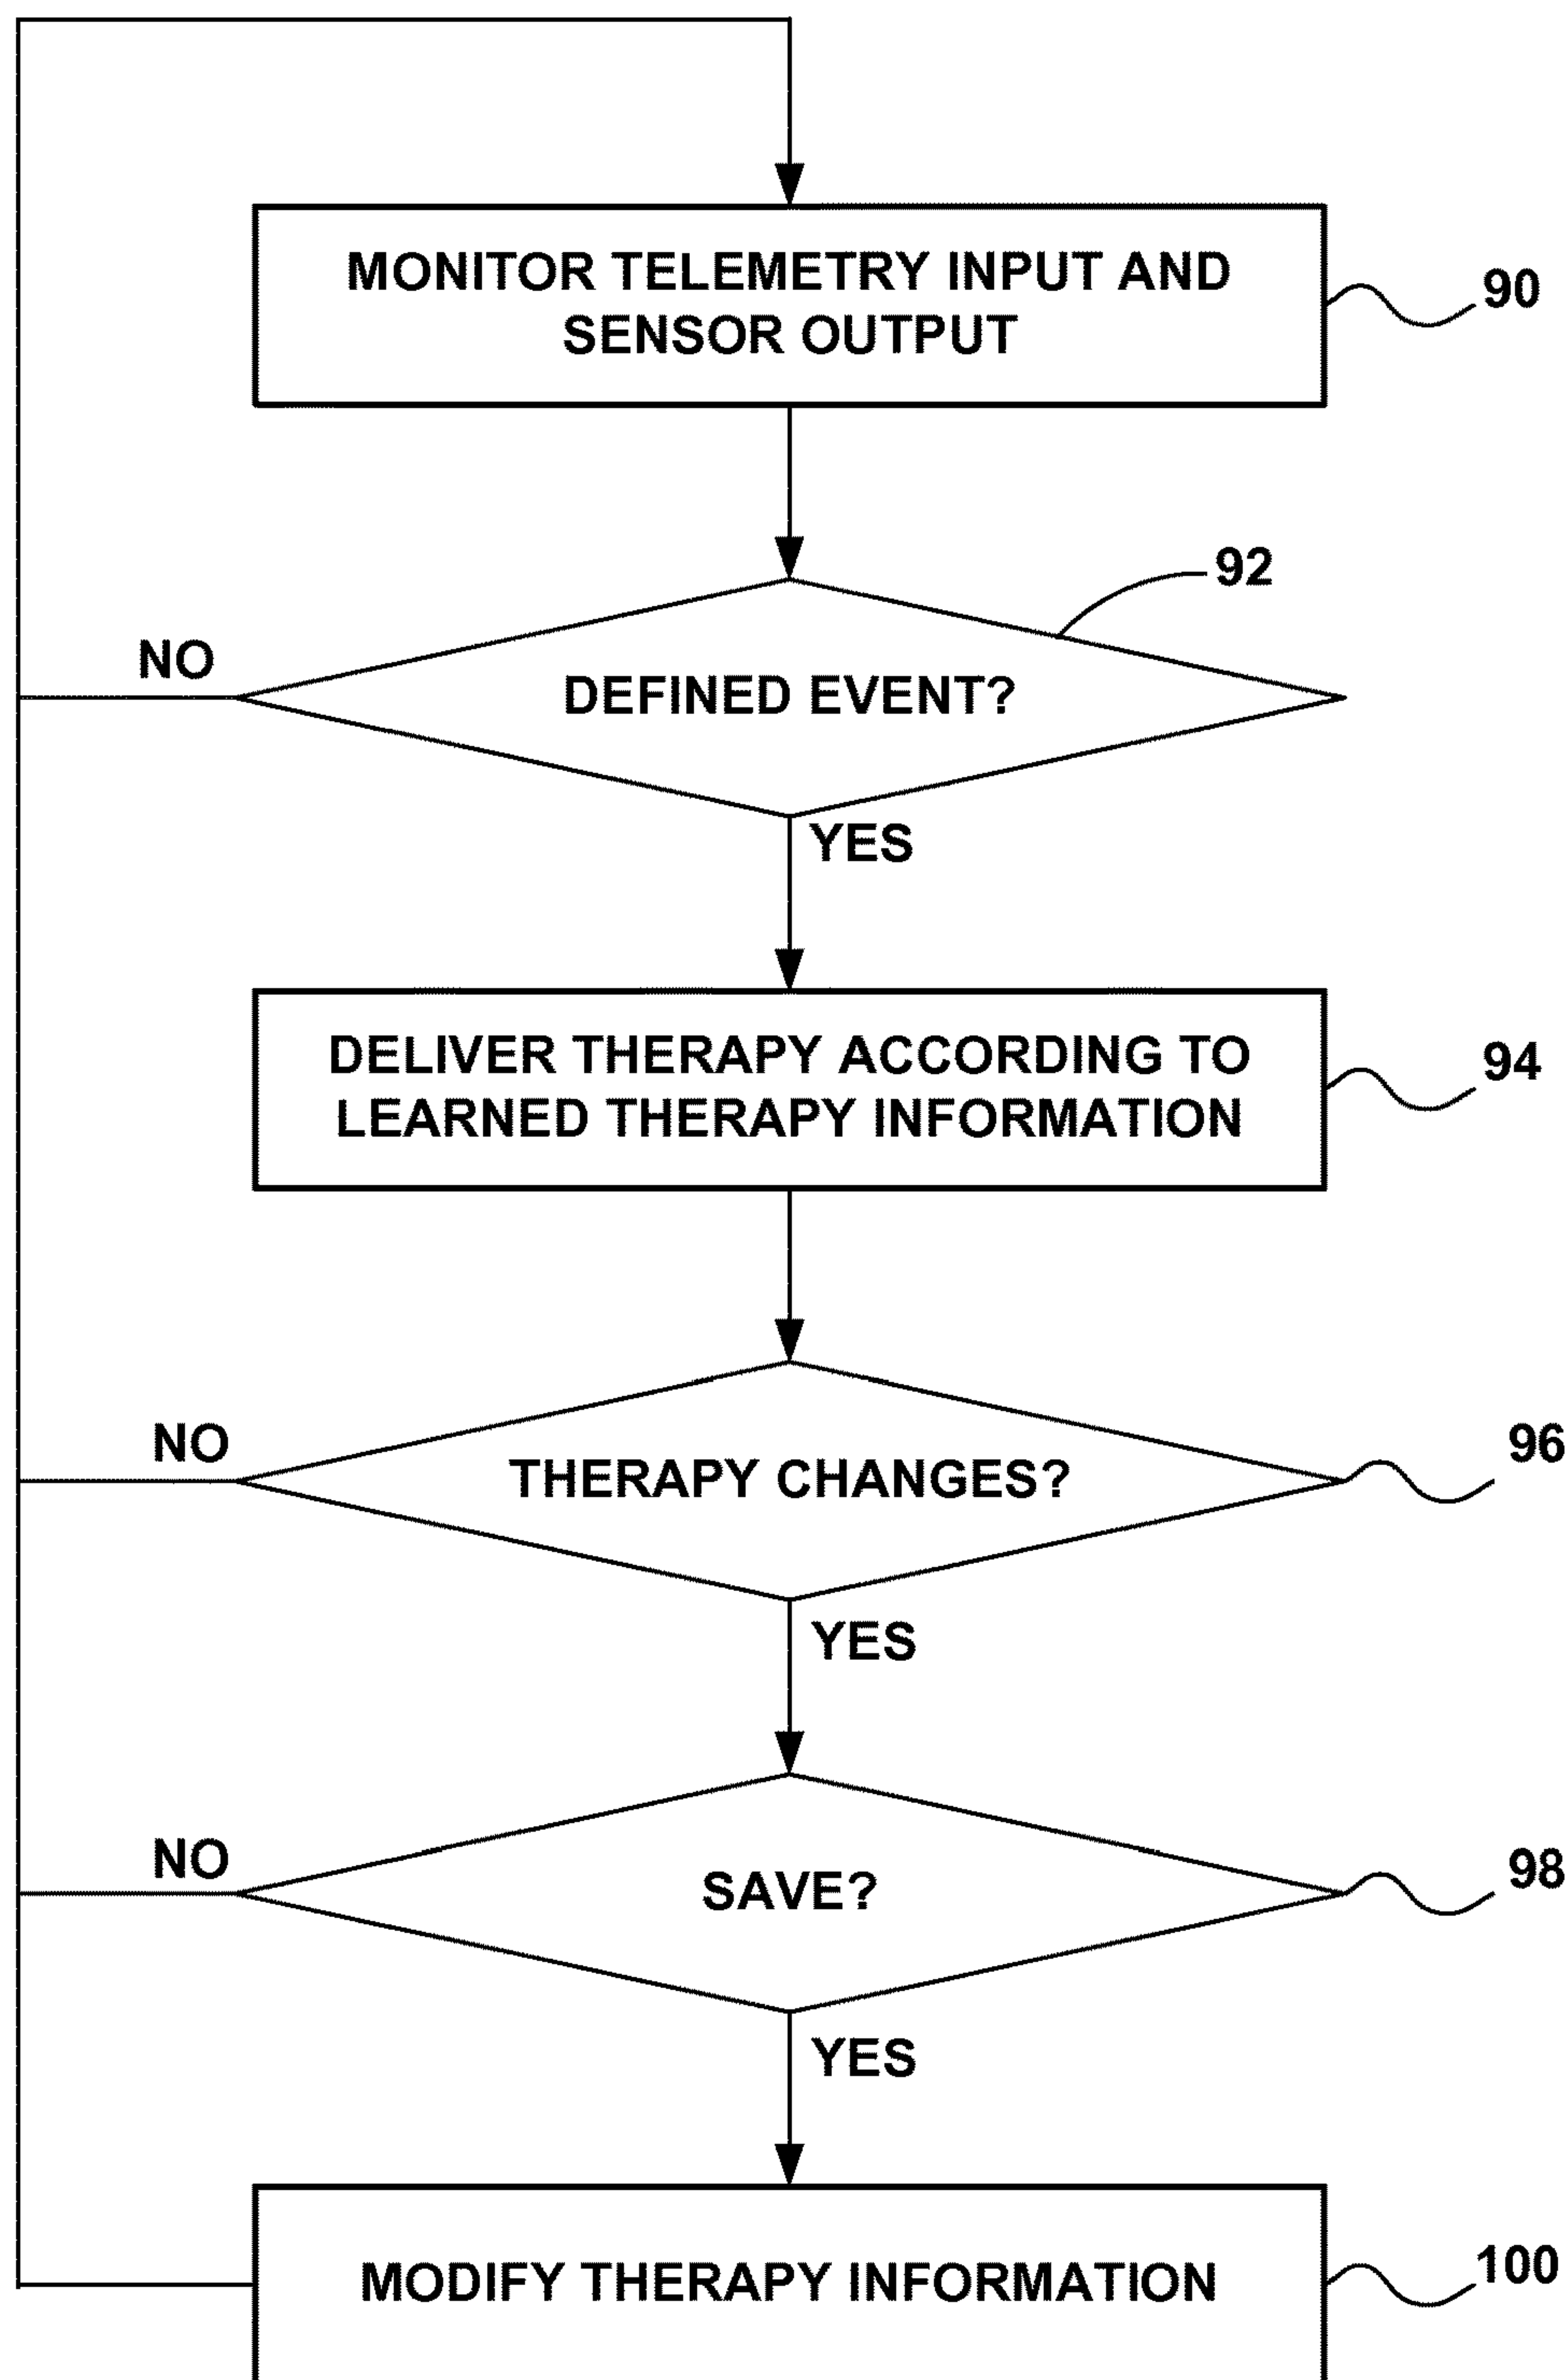 MONITOR TELEMETRY INPUT AND
SENSOR OUTPUT
90
92
NO
DEFINED EVENT?
YES
DELIVER THERAPY ACCORDING TO
LEARNED THERAPY INFORMATION
94
NO
THERAPY CHANGES?
96
YES
NO
SAVE?
98
YES
MODIFY THERAPY INFORMATION
100